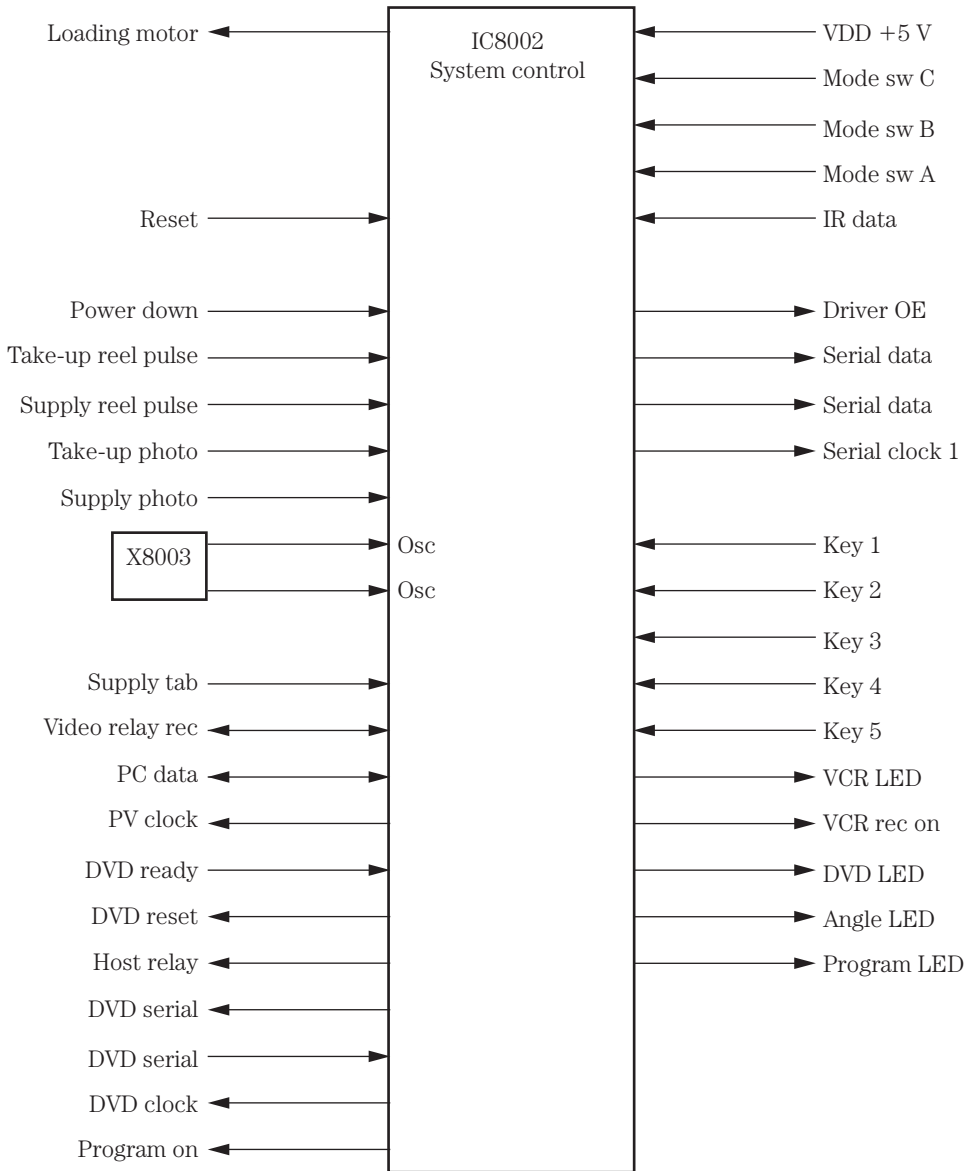 IC8002
System control
Loading motor
Reset
Power down
Take-up reel pulse
Supply reel pulse
Take-up photo
Supply photo
X8003
Osc
Osc
Supply tab
Video relay rec
PC data
PV clock
DVD ready
DVD reset
Host relay
DVD serial
DVD serial
DVD clock
Program on
VDD +5 V
Mode sw C
Mode sw B
Mode sw A
IR data
Driver OE
Serial data
Serial data
Serial clock 1
Key 1
Key 2
Key 3
Key 4
Key 5
VCR LED
VCR rec on
DVD LED
Angle LED
Program LED